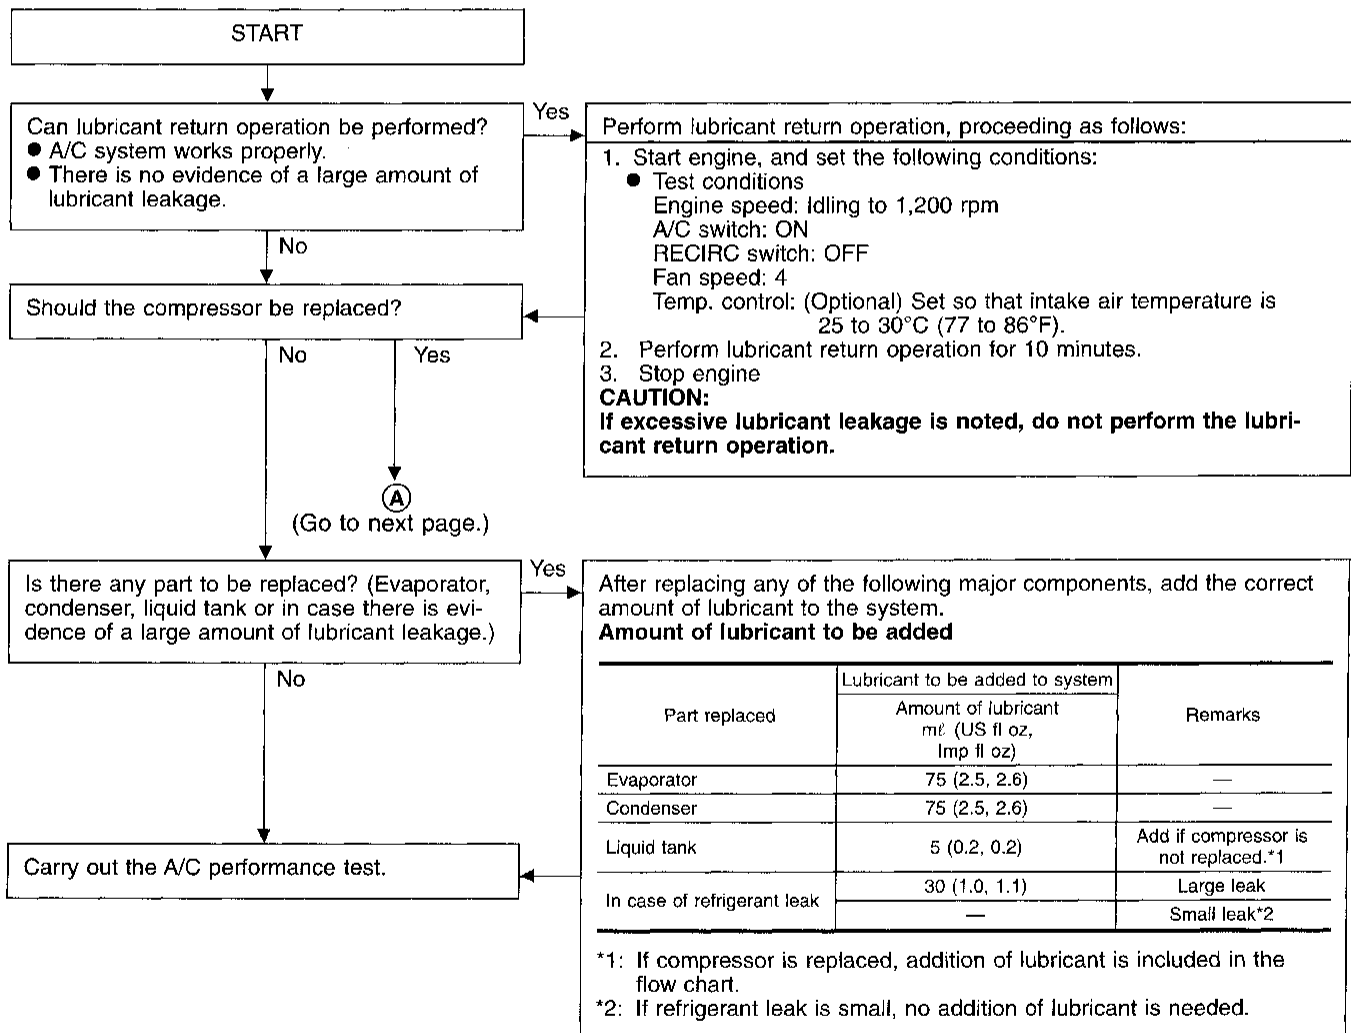 START
Can lubricant return operation be performed?
● A/C system works properly.
● There is no evidence of a large amount of
lubricant leakage.
Yes
No
Perform lubricant return operation, proceeding as follows:
1. Start engine, and set the following conditions:
● Test conditions
Engine speed: Idling to 1,200 rpm
A/C switch: ON
RECIRC switch: OFF
Fan speed: 4
Temp. control: (Optional) Set so that intake air temperature is
25 to 30°C (77 to 86°F).
2. Perform lubricant return operation for 10 minutes.
3. Stop engine
CAUTION:
If excessive lubricant leakage is noted, do not perform the lubri-
cant return operation.
Should the compressor be replaced?
No
Yes
A
(Go to next page.)
Is there any part to be replaced? (Evaporator,
condenser, liquid tank or in case there is evi-
dence of a large amount of lubricant leakage.)
Yes
No
After replacing any of the following major components, add the correct
amount of lubricant to the system.
Amount of lubricant to be added
Part replaced
Lubricant to be added to system
Amount of lubricant
mℓ (US fl oz,
Imp fl oz)
Remarks
Evaporator 75 (2.5, 2.6) —
Condenser 75 (2.5, 2.6) —
Liquid tank 5 (0.2, 0.2) Add if compressor is
not replaced.*1
In case of refrigerant leak 30 (1.0, 1.1) Large leak
— Small leak*2
*1: If compressor is replaced, addition of lubricant is included in the
flow chart.
*2: If refrigerant leak is small, no addition of lubricant is needed.
Carry out the A/C performance test.